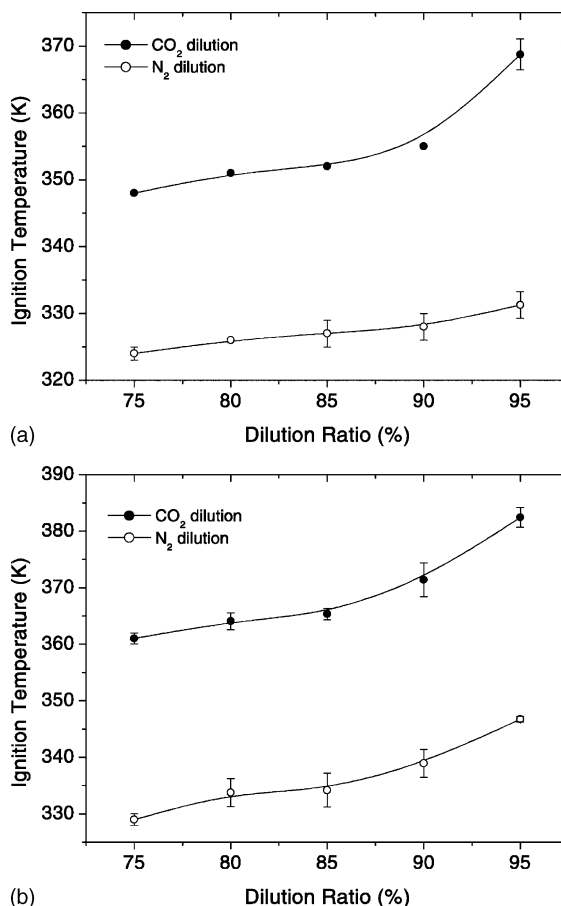 370
360
350
340
330
320
Ignition Temperature (K)
CO₂ dilution
N₂ dilution
75 80 85 90 95
Dilution Ratio (%)
(a)
390
380
370
360
350
340
330
Ignition Temperature (K)
CO₂ dilution
N₂ dilution
75 80 85 90 95
Dilution Ratio (%)
(b)